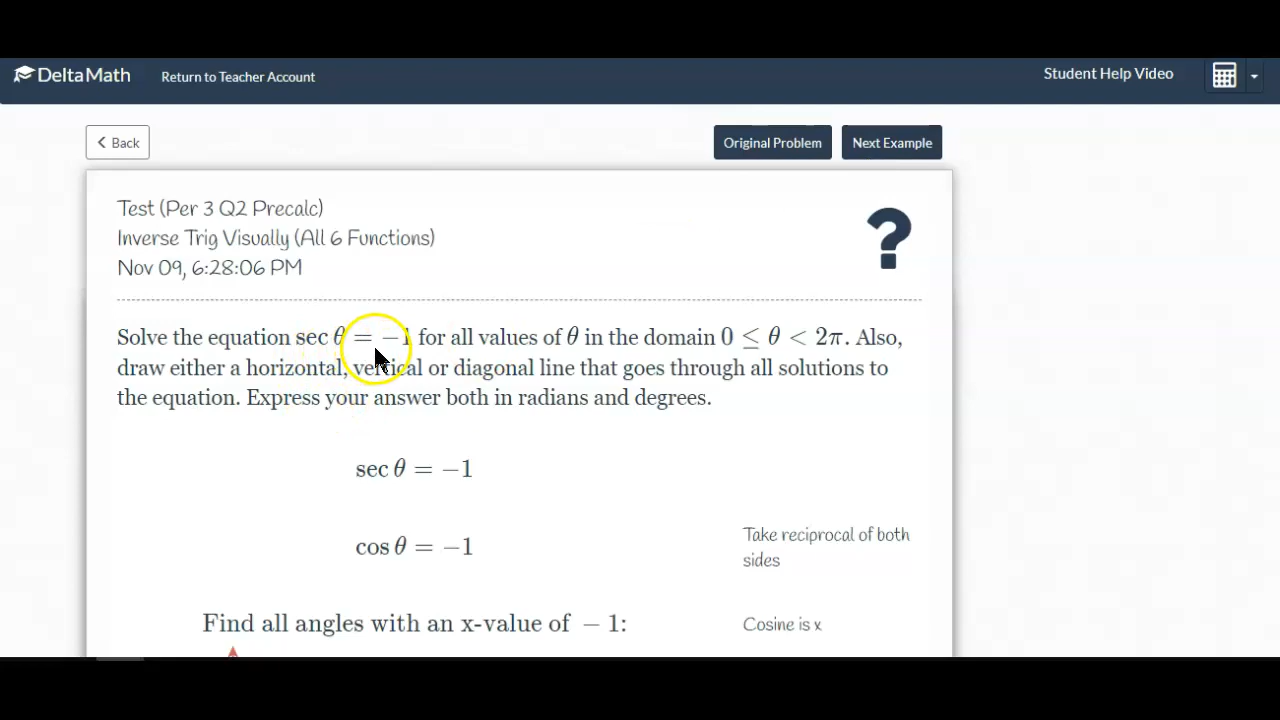 DeltaMath Return to Teacher Account Student Help Video
Back Original Problem Next Example
Test (Per 3 Q2 Precalc)
Inverse Trig Visually (All 6 Functions)
Nov 09, 6:28:06 PM
?
Solve the equation sec θ = −1 for all values of θ in the domain 0 ≤ θ < 2π. Also,
draw either a horizontal, vertical or diagonal line that goes through all solutions to
the equation. Express your answer both in radians and degrees.
sec θ = −1
cos θ = −1 Take reciprocal of both
sides
Find all angles with an x-value of − 1: Cosine is x